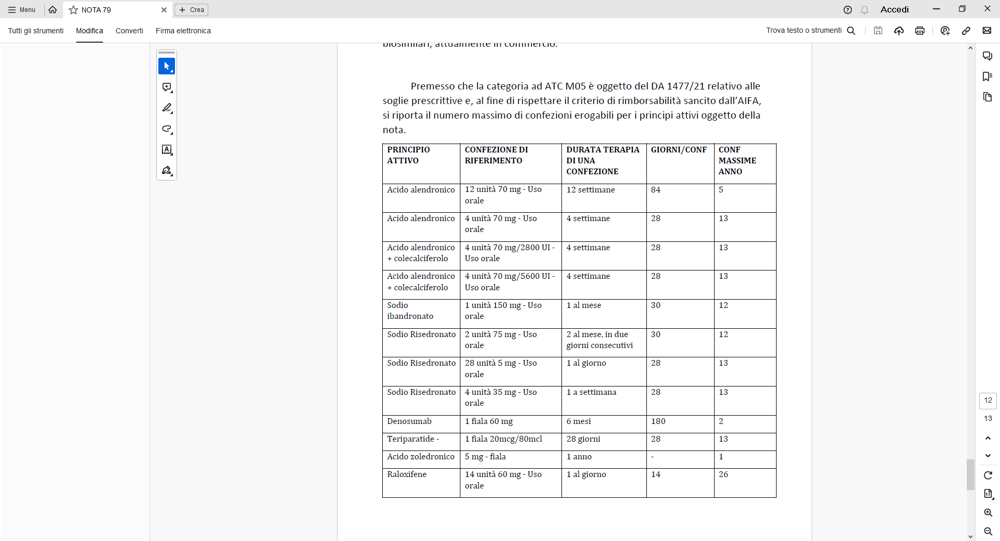 Menu
NOTA 79
Crea
Accedi
Tutti gli strumenti
Modifica
Converti
Firma elettronica
Trova testo o strumenti
biosimilari, attualmente in commercio.
Premesso che la categoria ad ATC M05 è oggetto del DA 1477/21 relativo alle
soglie prescrittive e, al fine di rispettare il criterio di rimborsabilità sancito dall’AIFA,
si riporta il numero massimo di confezioni erogabili per i principi attivi oggetto della
nota.
PRINCIPIO ATTIVO | CONFEZIONE DI RIFERIMENTO | DURATA TERAPIA DI UNA CONFEZIONE | GIORNI/CONF | CONF MASSIME ANNO
Acido alendronico | 12 unità 70 mg - Uso orale | 12 settimane | 84 | 5
Acido alendronico | 4 unità 70 mg - Uso orale | 4 settimane | 28 | 13
Acido alendronico + colecalciferolo | 4 unità 70 mg/2800 UI - Uso orale | 4 settimane | 28 | 13
Acido alendronico + colecalciferolo | 4 unità 70 mg/5600 UI - Uso orale | 4 settimane | 28 | 13
Sodio ibandronato | 1 unità 150 mg - Uso orale | 1 al mese | 30 | 12
Sodio Risedronato | 2 unità 75 mg - Uso orale | 2 al mese, in due giorni consecutivi | 30 | 12
Sodio Risedronato | 28 unità 5 mg - Uso orale | 1 al giorno | 28 | 13
Sodio Risedronato | 4 unità 35 mg - Uso orale | 1 a settimana | 28 | 13
Denosumab | 1 fiala 60 mg | 6 mesi | 180 | 2
Teriparatide - | 1 fiala 20mcg/80mcl | 28 giorni | 28 | 13
Acido zoledronico | 5 mg - fiala | 1 anno | - | 1
Raloxifene | 14 unità 60 mg - Uso orale | 1 al giorno | 14 | 26
12
13